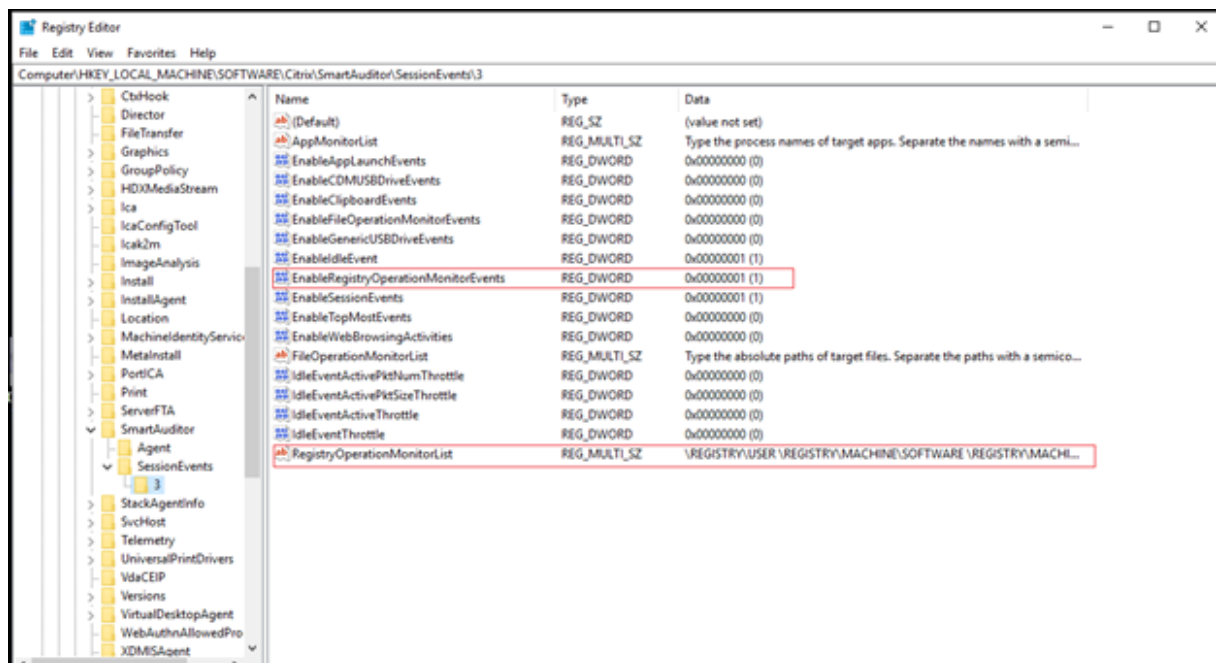 Registry Editor
File Edit View Favorites Help
Computer\HKEY_LOCAL_MACHINE\SOFTWARE\Citrix\SmartAuditor\SessionEvents\3
CtxHook
Director
FileTransfer
Graphics
GroupPolicy
HDXMediaStream
Ica
IcaConfigTool
Icak2m
ImageAnalysis
Install
InstallAgent
Location
MachineIdentityServic
MetaInstall
PortICA
Print
ServerFTA
SmartAuditor
Agent
SessionEvents
3
StackAgentInfo
SvcHost
Telemetry
UniversalPrintDrivers
VdaCEIP
Versions
VirtualDesktopAgent
WebAuthnAllowedPro
XDMISAgent
Name Type Data
(Default) REG_SZ (value not set)
AppMonitorList REG_MULTI_SZ Type the process names of target apps. Separate the names with a semi...
EnableAppLaunchEvents REG_DWORD 0x00000000 (0)
EnableCDMUSBDriveEvents REG_DWORD 0x00000000 (0)
EnableClipboardEvents REG_DWORD 0x00000000 (0)
EnableFileOperationMonitorEvents REG_DWORD 0x00000000 (0)
EnableGenericUSBDriveEvents REG_DWORD 0x00000000 (0)
EnableIdleEvent REG_DWORD 0x00000001 (1)
EnableRegistryOperationMonitorEvents REG_DWORD 0x00000001 (1)
EnableSessionEvents REG_DWORD 0x00000001 (1)
EnableTopMostEvents REG_DWORD 0x00000000 (0)
EnableWebBrowsingActivities REG_DWORD 0x00000000 (0)
FileOperationMonitorList REG_MULTI_SZ Type the absolute paths of target files. Separate the paths with a semico...
IdleEventActivePktNumThrottle REG_DWORD 0x00000000 (0)
IdleEventActivePktSizeThrottle REG_DWORD 0x00000000 (0)
IdleEventActiveThrottle REG_DWORD 0x00000000 (0)
IdleEventThrottle REG_DWORD 0x00000000 (0)
RegistryOperationMonitorList REG_MULTI_SZ \REGISTRY\USER \REGISTRY\MACHINE\SOFTWARE \REGISTRY\MACHI...